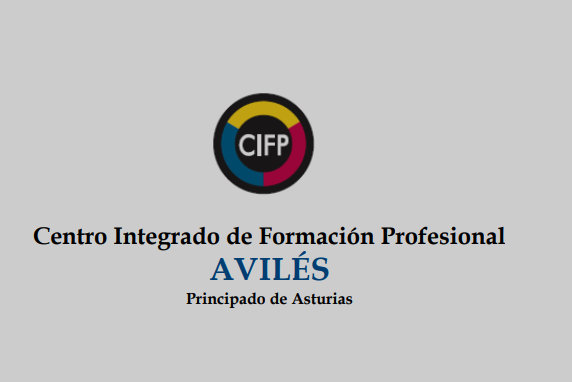 CIFP
Centro Integrado de Formación Profesional
AVILÉS
Principado de Asturias